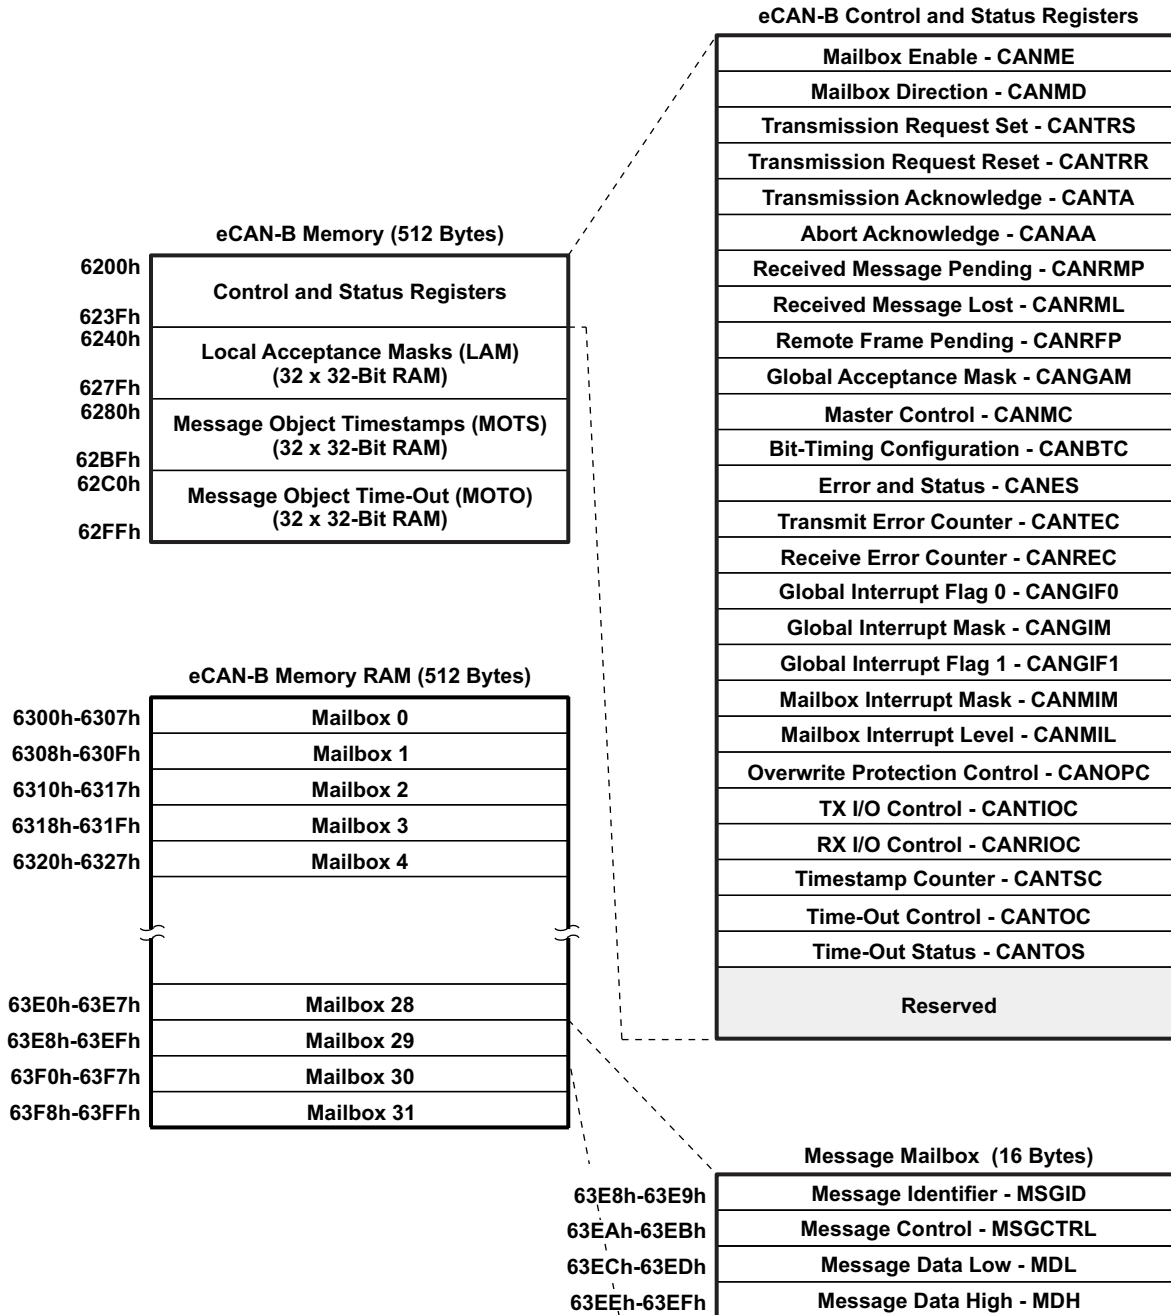 eCAN-B Control and Status Registers
Mailbox Enable - CANME
Mailbox Direction - CANMD
Transmission Request Set - CANTRS
Transmission Request Reset - CANTRR
Transmission Acknowledge - CANTA
Abort Acknowledge - CANAA
Received Message Pending - CANRMP
Received Message Lost - CANRML
Remote Frame Pending - CANRFP
Global Acceptance Mask - CANGAM
Master Control - CANMC
Bit-Timing Configuration - CANBTC
Error and Status - CANES
Transmit Error Counter - CANTEC
Receive Error Counter - CANREC
Global Interrupt Flag 0 - CANGIF0
Global Interrupt Mask - CANGIM
Global Interrupt Flag 1 - CANGIF1
Mailbox Interrupt Mask - CANMIM
Mailbox Interrupt Level - CANMIL
Overwrite Protection Control - CANOPC
TX I/O Control - CANTIOC
RX I/O Control - CANRIOC
Timestamp Counter - CANTSC
Time-Out Control - CANTOC
Time-Out Status - CANTOS
Reserved
eCAN-B Memory (512 Bytes)
6200h
Control and Status Registers
623Fh
6240h
Local Acceptance Masks (LAM)
(32 x 32-Bit RAM)
627Fh
6280h
Message Object Timestamps (MOTS)
(32 x 32-Bit RAM)
62BFh
62C0h
Message Object Time-Out (MOTO)
(32 x 32-Bit RAM)
62FFh
eCAN-B Memory RAM (512 Bytes)
6300h-6307h Mailbox 0
6308h-630Fh Mailbox 1
6310h-6317h Mailbox 2
6318h-631Fh Mailbox 3
6320h-6327h Mailbox 4
63E0h-63E7h Mailbox 28
63E8h-63EFh Mailbox 29
63F0h-63F7h Mailbox 30
63F8h-63FFh Mailbox 31
Message Mailbox (16 Bytes)
63E8h-63E9h Message Identifier - MSGID
63EAh-63EBh Message Control - MSGCTRL
63ECh-63EDh Message Data Low - MDL
63EEh-63EFh Message Data High - MDH